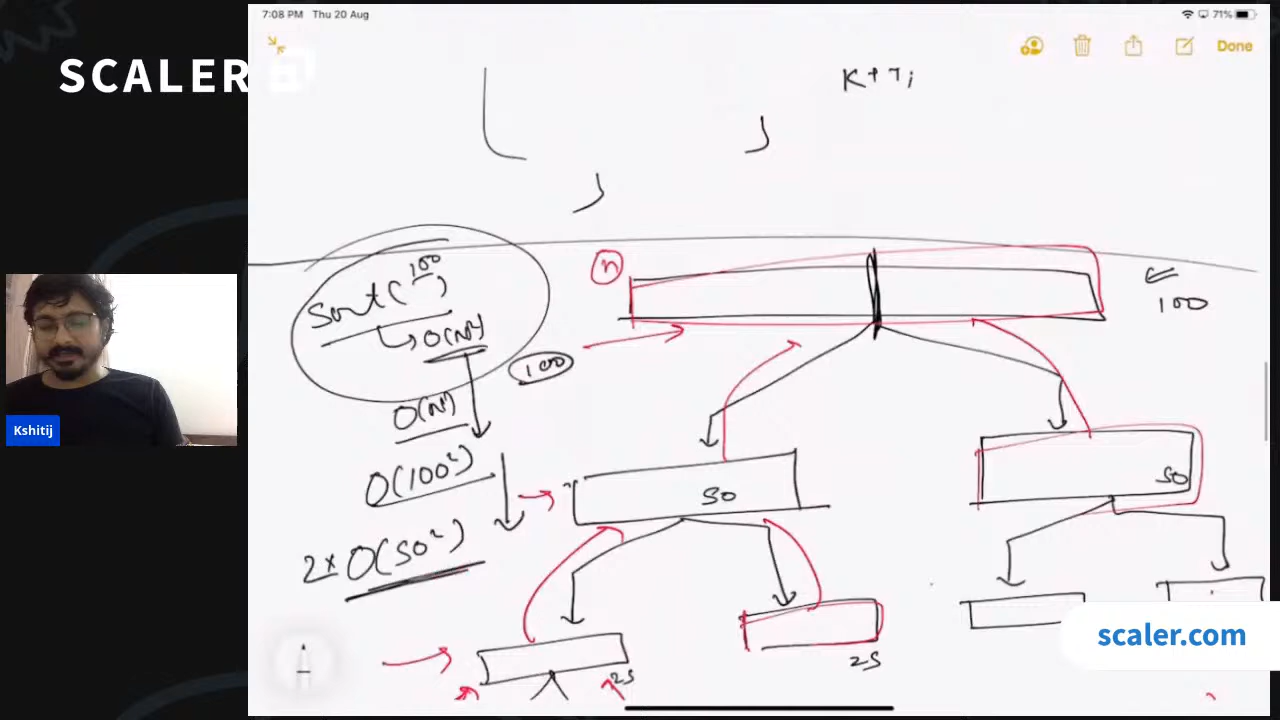 7:08 PM Thu 20 Aug
71%
SCALER
Done
K++;
}
}
Sort(100)
O(N²)
n
100
100
O(N²)
O(100²)
50
50
2 x O(50²)
Kshitij
25
25
scaler.com